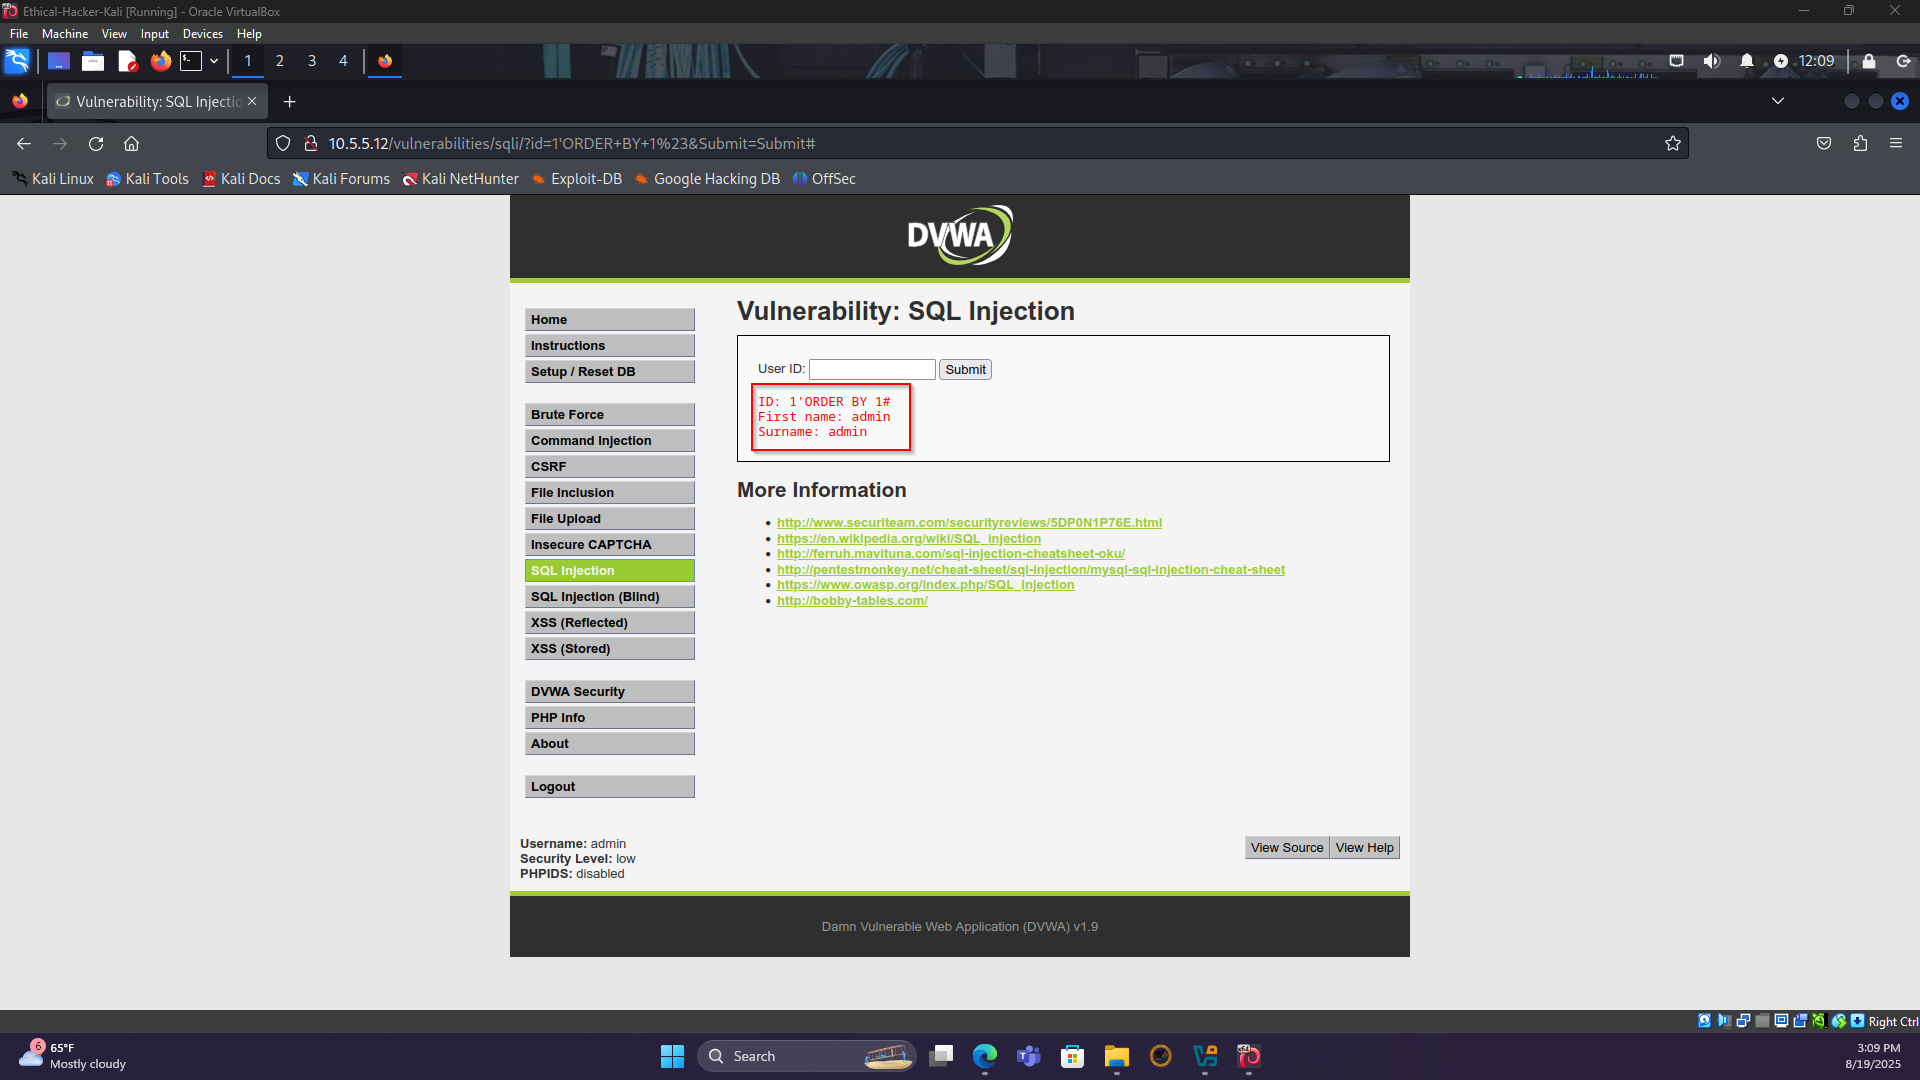 Ethical-Hacker-Kali [Running] - Oracle VirtualBox
File Machine View Input Devices Help
1 2 3 4
12:09
Vulnerability: SQL Injectio
10.5.5.12/vulnerabilities/sqli/?id=1'ORDER+BY+1%23&Submit=Submit#
Kali Linux Kali Tools Kali Docs Kali Forums Kali NetHunter Exploit-DB Google Hacking DB OffSec
DVWA
Home
Instructions
Setup / Reset DB
Brute Force
Command Injection
CSRF
File Inclusion
File Upload
Insecure CAPTCHA
SQL Injection
SQL Injection (Blind)
XSS (Reflected)
XSS (Stored)
DVWA Security
PHP Info
About
Logout
Vulnerability: SQL Injection
User ID: Submit
ID: 1'ORDER BY 1#
First name: admin
Surname: admin
More Information
http://www.securiteam.com/securityreviews/5DP0N1P76E.html
https://en.wikipedia.org/wiki/SQL_injection
http://ferruh.mavituna.com/sql-injection-cheatsheet-oku/
http://pentestmonkey.net/cheat-sheet/sql-injection/mysql-sql-injection-cheat-sheet
https://www.owasp.org/index.php/SQL_Injection
http://bobby-tables.com/
Username: admin
Security Level: low
PHPIDS: disabled
View Source View Help
Damn Vulnerable Web Application (DVWA) v1.9
Right Ctrl
6
65°F
Mostly cloudy
Search
3:09 PM
8/19/2025